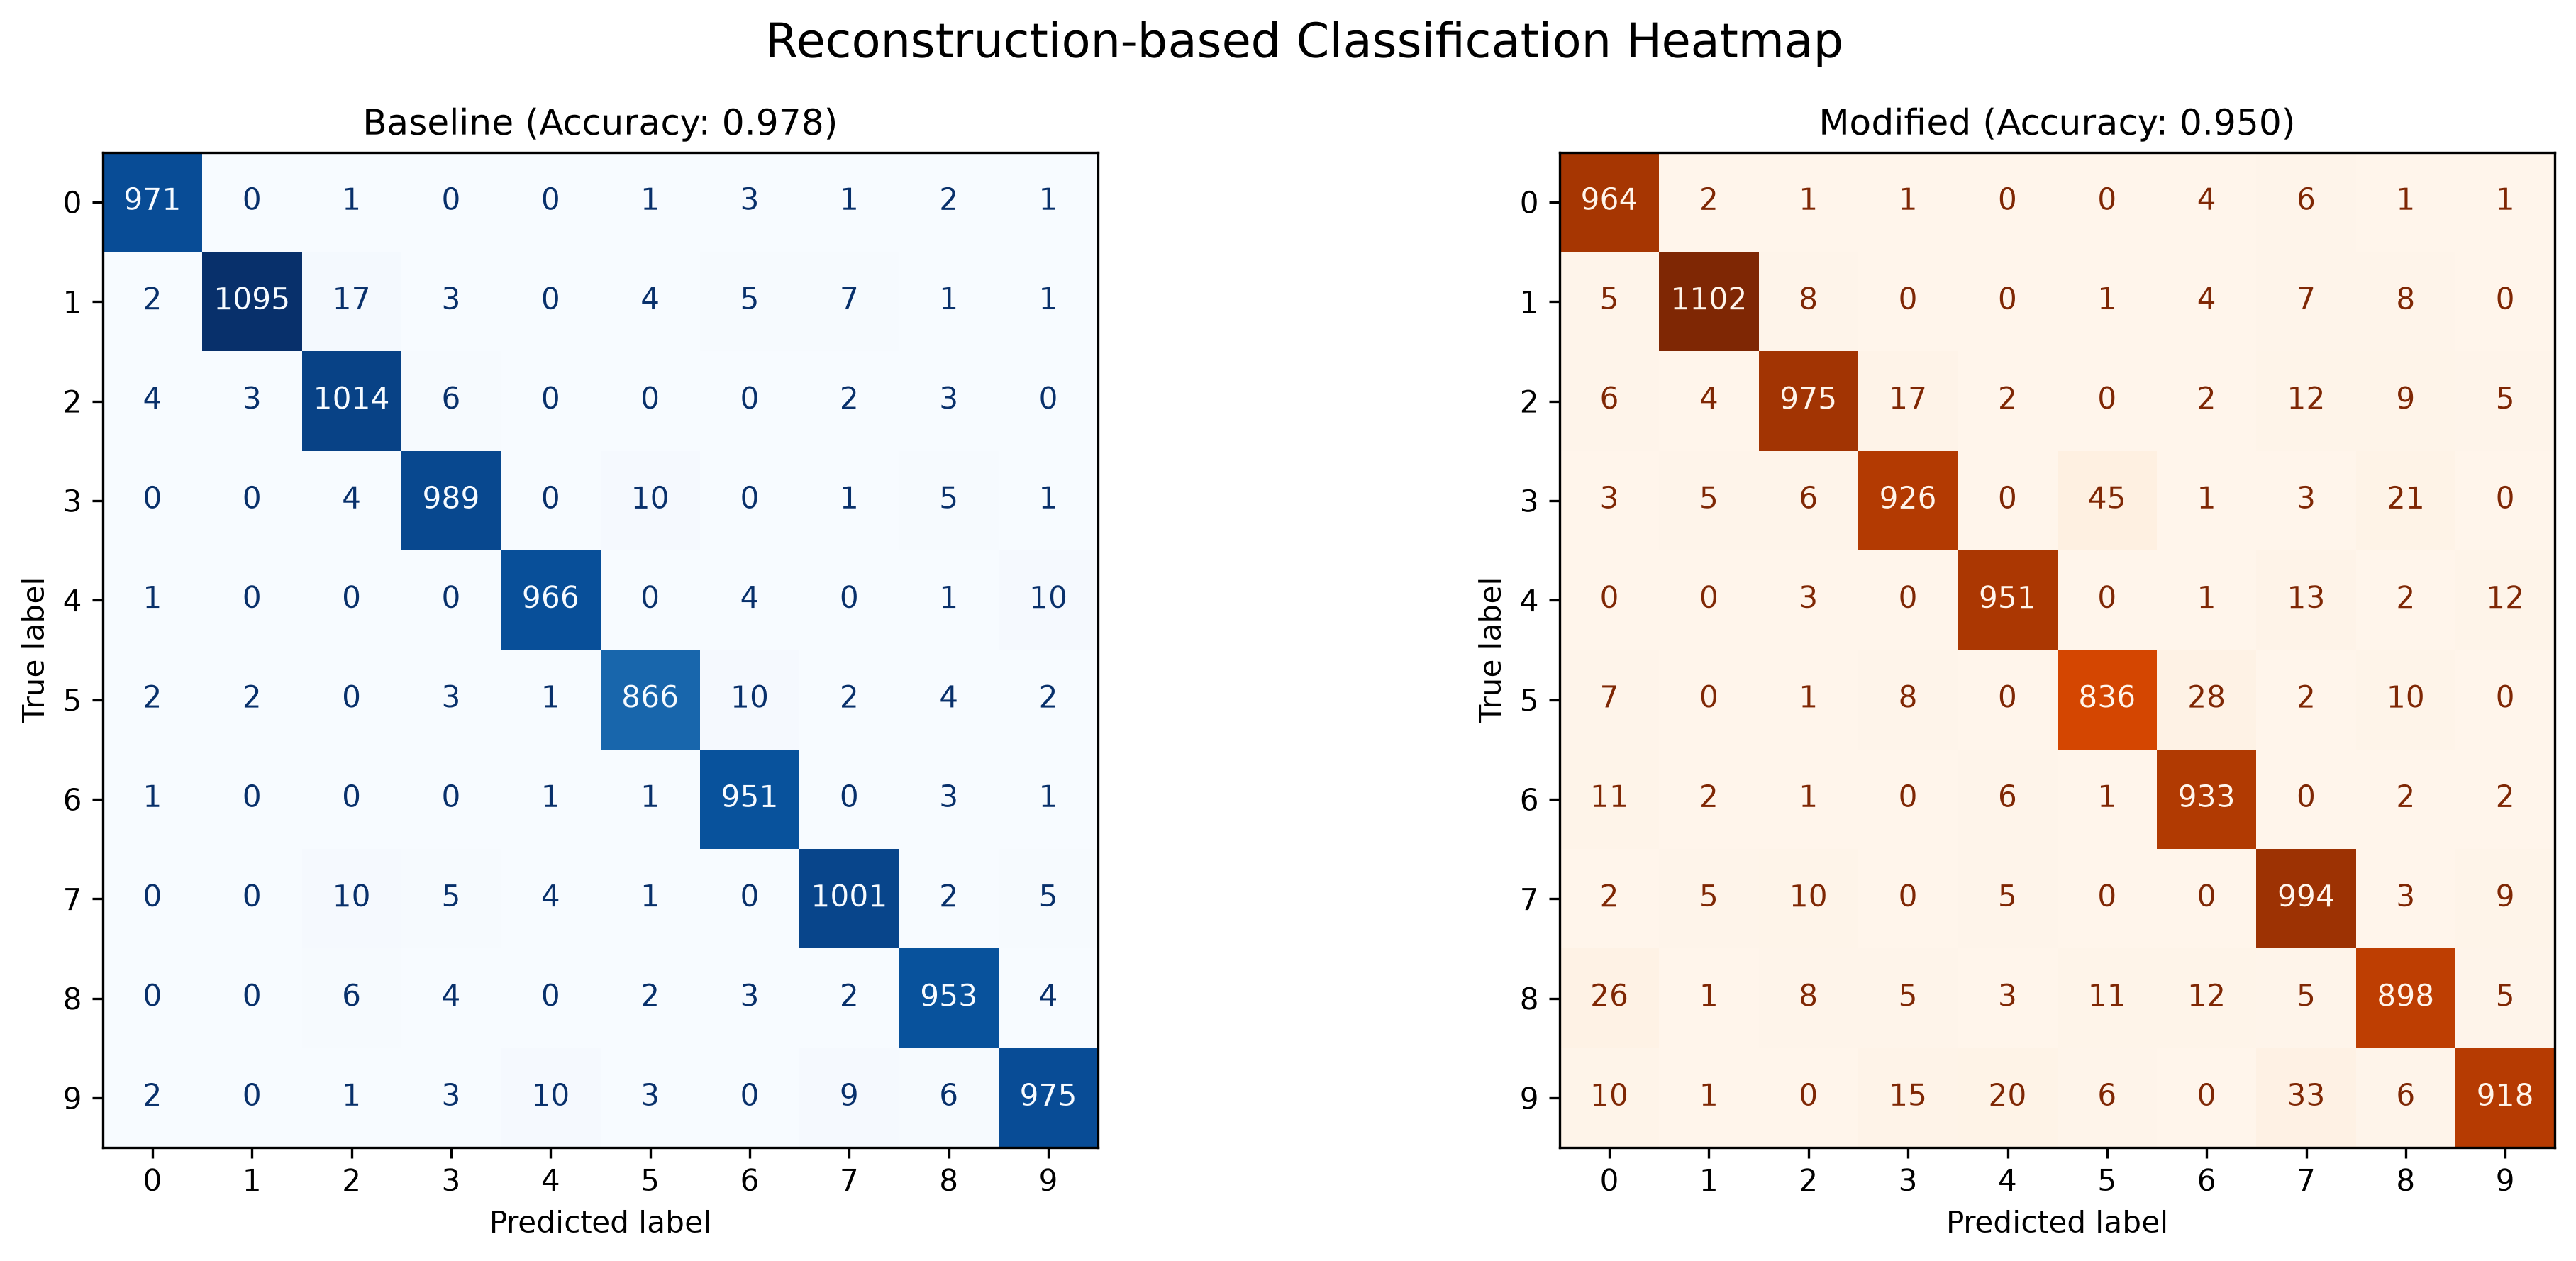 Reconstruction-based Classification Heatmap
Baseline (Accuracy: 0.978)
True label
0 971 0 1 0 0 1 3 1 2 1
1 2 1095 17 3 0 4 5 7 1 1
2 4 3 1014 6 0 0 0 2 3 0
3 0 0 4 989 0 10 0 1 5 1
4 1 0 0 0 966 0 4 0 1 10
5 2 2 0 3 1 866 10 2 4 2
6 1 0 0 0 1 1 951 0 3 1
7 0 0 10 5 4 1 0 1001 2 5
8 0 0 6 4 0 2 3 2 953 4
9 2 0 1 3 10 3 0 9 6 975
0 1 2 3 4 5 6 7 8 9
Predicted label
Modified (Accuracy: 0.950)
True label
0 964 2 1 1 0 0 4 6 1 1
1 5 1102 8 0 0 1 4 7 8 0
2 6 4 975 17 2 0 2 12 9 5
3 3 5 6 926 0 45 1 3 21 0
4 0 0 3 0 951 0 1 13 2 12
5 7 0 1 8 0 836 28 2 10 0
6 11 2 1 0 6 1 933 0 2 2
7 2 5 10 0 5 0 0 994 3 9
8 26 1 8 5 3 11 12 5 898 5
9 10 1 0 15 20 6 0 33 6 918
0 1 2 3 4 5 6 7 8 9
Predicted label